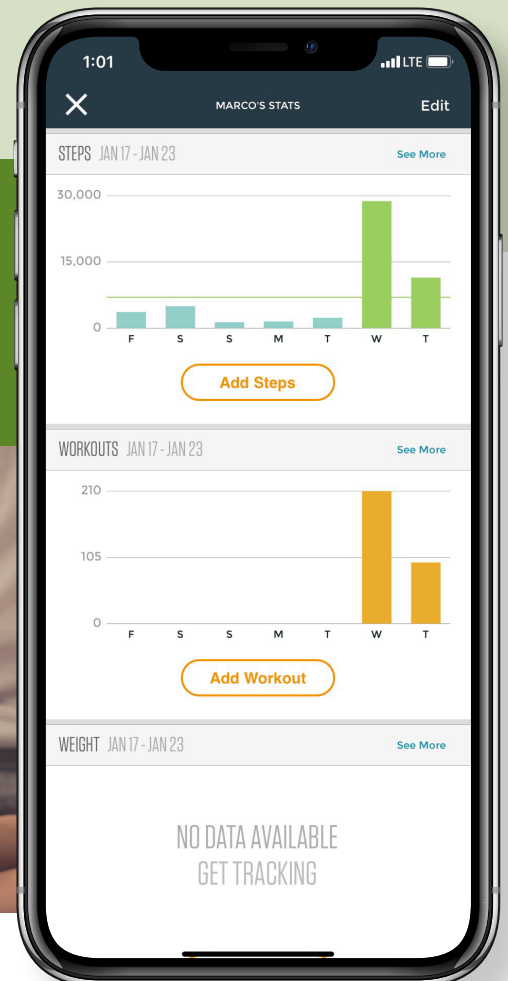 1:01 LTE
MARCO'S STATS Edit
STEPS JAN 17 - JAN 23 See More
30,000
15,000
0
F S S M T W T
Add Steps
WORKOUTS JAN 17 - JAN 23 See More
210
105
0
F S S M T W T
Add Workout
WEIGHT JAN 17 - JAN 23 See More
NO DATA AVAILABLE
GET TRACKING